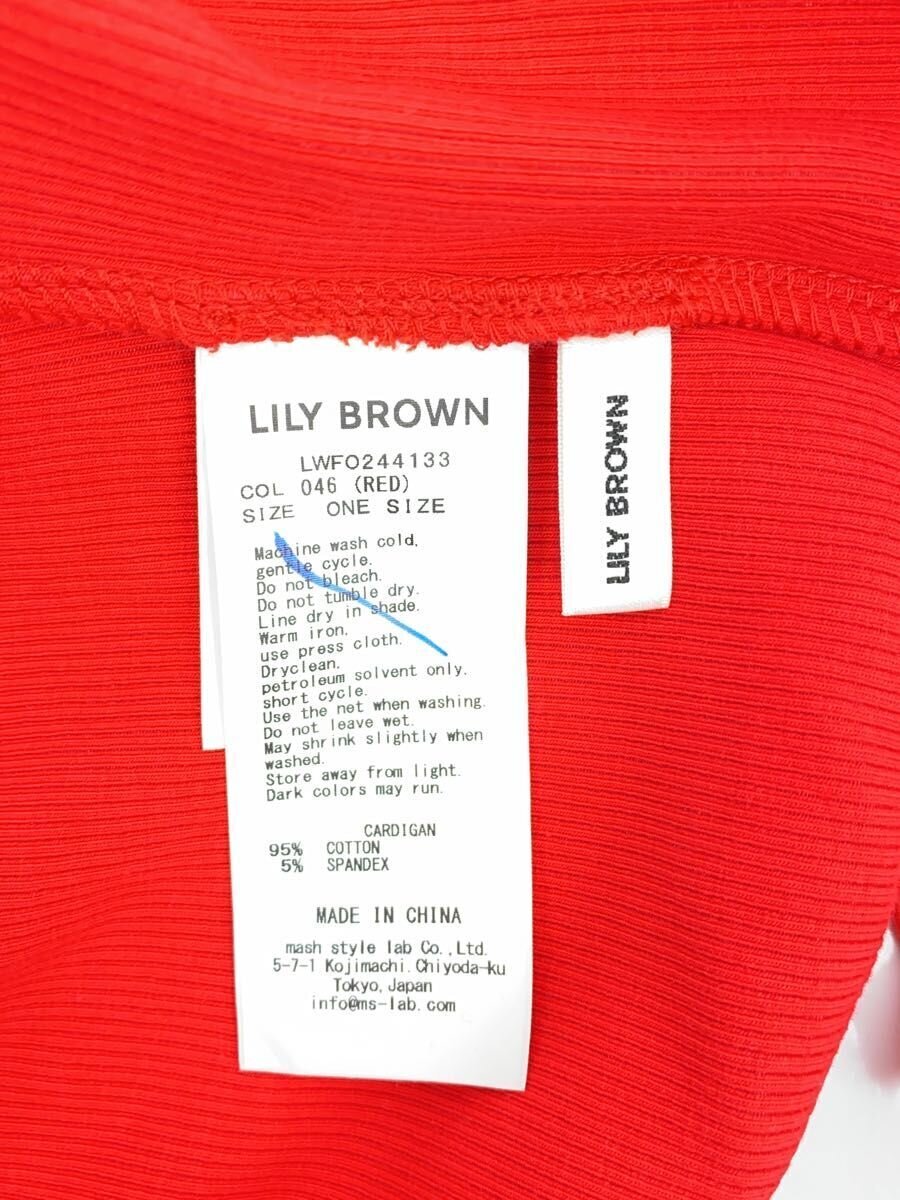 LILY BROWN
LWFO244133
COL 046 (RED)
SIZE ONE SIZE
Machine wash cold,
gentle cycle.
Do not bleach.
Do not tumble dry.
Line dry in shade.
Warm iron,
use press cloth.
Dryclean.
petroleum solvent only.
short cycle.
Use the net when washing.
Do not leave wet.
May shrink slightly when
washed.
Store away from light.
Dark colors may run.
CARDIGAN
95% COTTON
5% SPANDEX
MADE IN CHINA
mash style lab Co.,Ltd.
5-7-1 Kojimachi.Chiyoda-ku
Tokyo,Japan
info@ms-lab.com
LILY BROWN